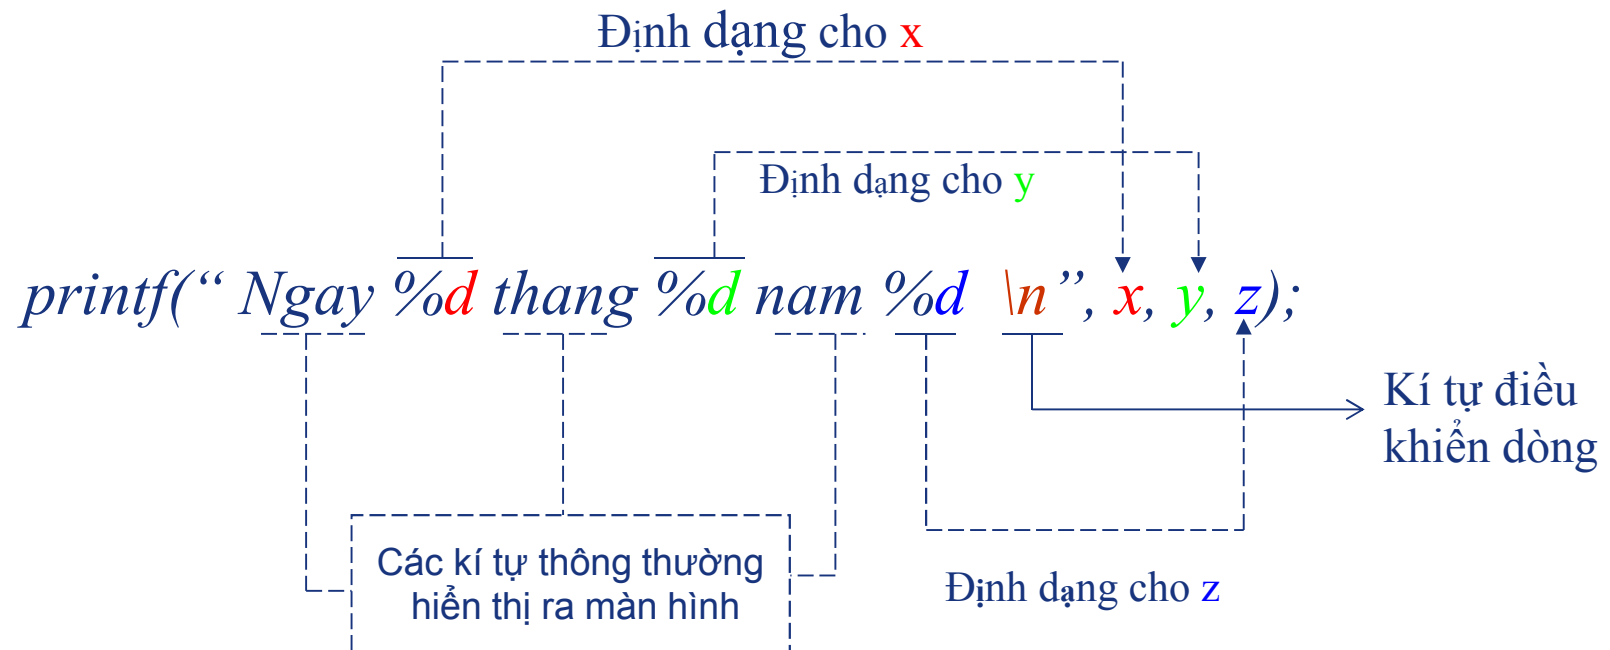 Định dạng cho x
Định dạng cho y
printf(“ Ngay %d thang %d nam %d \n”, x, y, z);
Kí tự điều
khiển dòng
Các kí tự thông thường
hiển thị ra màn hình
Định dạng cho z